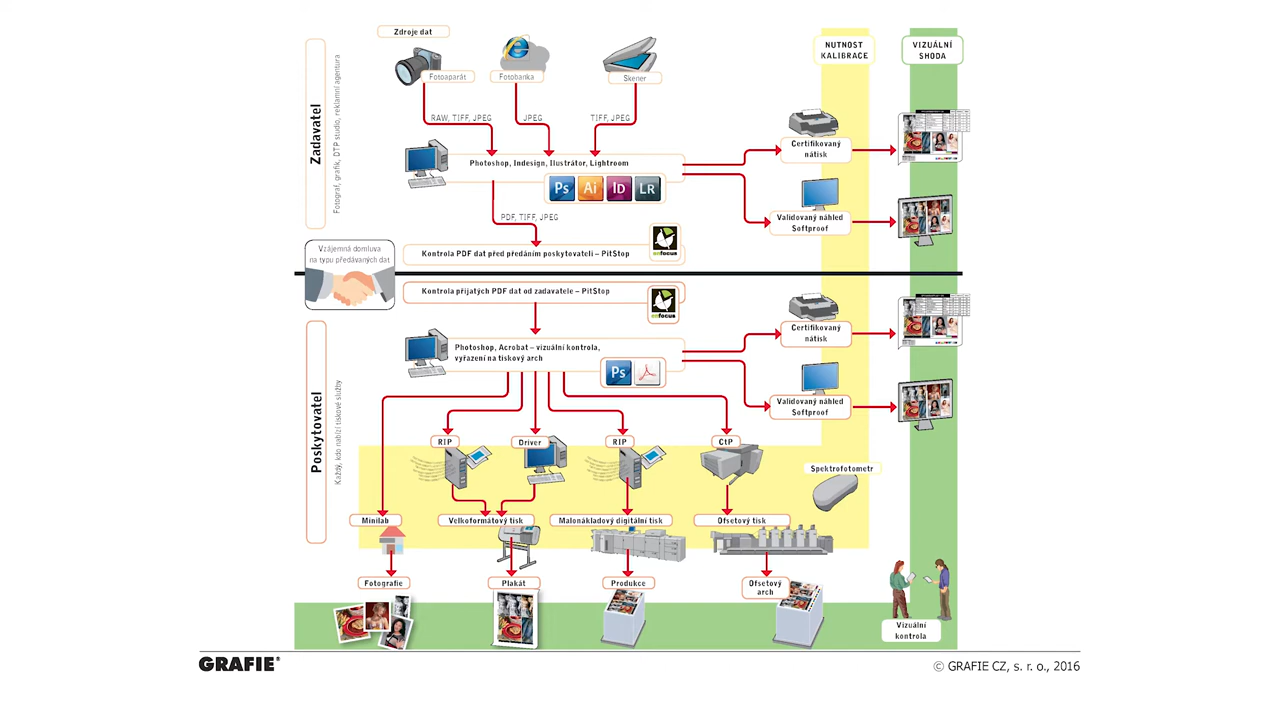 Zdroje dat
NUTNOST
KALIBRACE
VIZUÁLNÍ
SHODA
Fotoaparát
Fotobanka
Skener
RAW, TIFF, JPEG
JPEG
TIFF, JPEG
Zadavatel
Fotograf, grafik, DTP studio, reklamní agentura
Photoshop, Indesign, Ilustrátor, Lightroom
Ps
Ai
ID
LR
Certifikovaný
nátisk
PDF, TIFF, JPEG
Validovaný náhled
Softproof
Vzájemná domluva
na typu předávaných dat
Kontrola PDF dat před předáním poskytovateli – PitStop
enfocus
Kontrola přijatých PDF dat od zadavatele – PitStop
enfocus
Certifikovaný
nátisk
Photoshop, Acrobat – vizuální kontrola,
vyřazení na tiskový arch
Ps
Validovaný náhled
Softproof
Poskytovatel
Každý, kdo nabízí tiskové služby
RIP
Driver
RIP
CtP
Spektrofotometr
Minilab
Velkoformátový tisk
Malonákladový digitální tisk
Ofsetový tisk
Fotografie
Plakát
Produkce
Ofsetový
arch
Vizuální
kontrola
GRAFIE®
© GRAFIE CZ, s. r. o., 2016